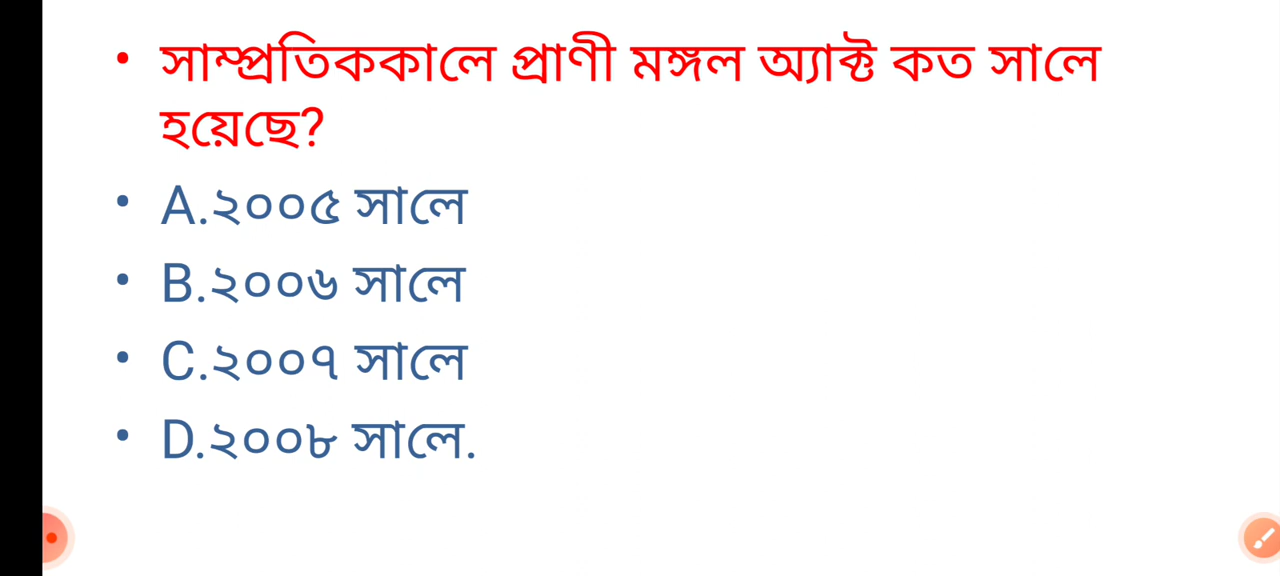 • সাম্প্রতিককালে প্রাণী মঙ্গল অ্যাক্ট কত সালে
হয়েছে?
• A.২০০৫ সালে
• B.২০০৬ সালে
• C.২০০৭ সালে
• D.২০০৮ সালে.